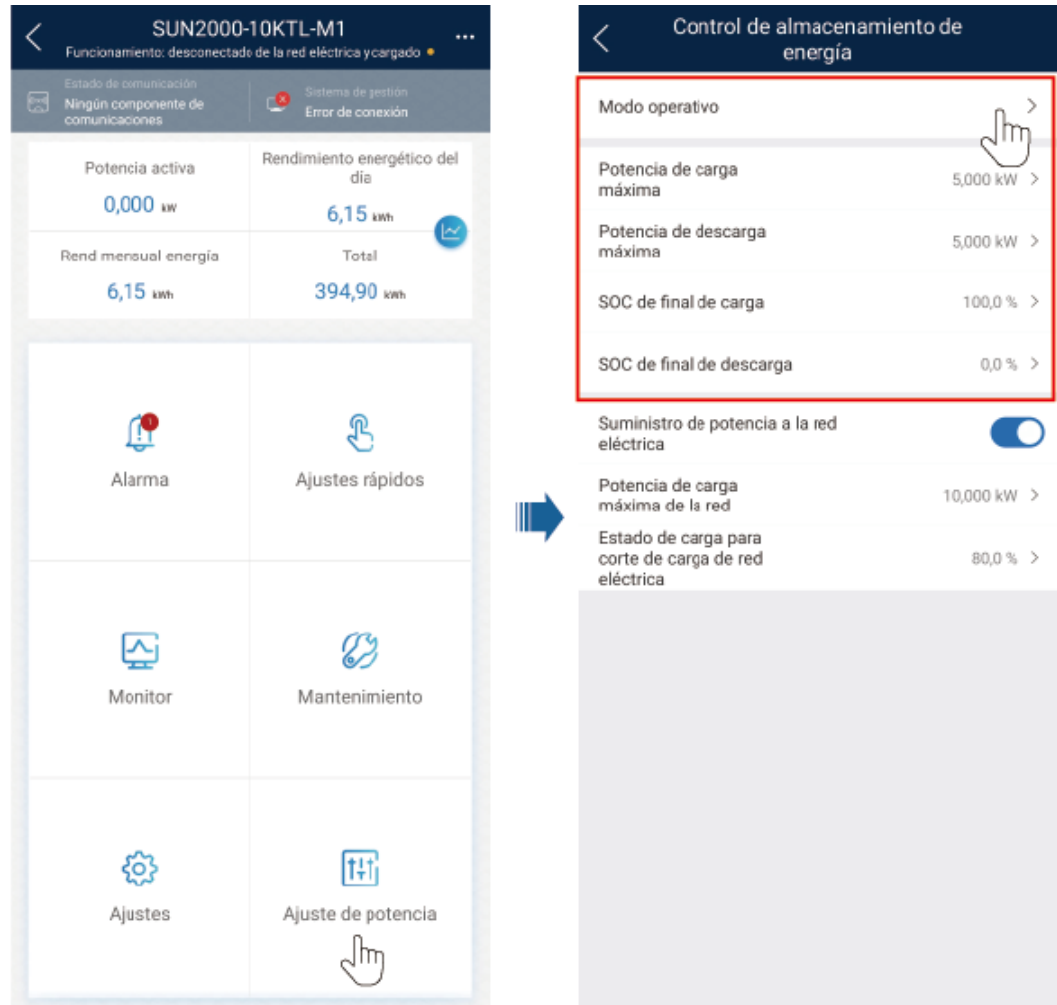 SUN2000-10KTL-M1
Funcionamiento: desconectado de la red eléctrica y cargado
Estado de comunicación
Ningún componente de
comunicaciones
Sistema de gestión
Error de conexión
Potencia activa
0,000 kW
Rendimiento energético del
día
6,15 kWh
Rend mensual energía
6,15 kWh
Total
394,90 kWh
1
Alarma
Ajustes rápidos
Monitor
Mantenimiento
Ajustes
Ajuste de potencia
Control de almacenamiento de
energía
Modo operativo
Potencia de carga
máxima
5,000 kW
Potencia de descarga
máxima
5,000 kW
SOC de final de carga
100,0 %
SOC de final de descarga
0,0 %
Suministro de potencia a la red
eléctrica
Potencia de carga
máxima de la red
10,000 kW
Estado de carga para
corte de carga de red
eléctrica
80,0 %